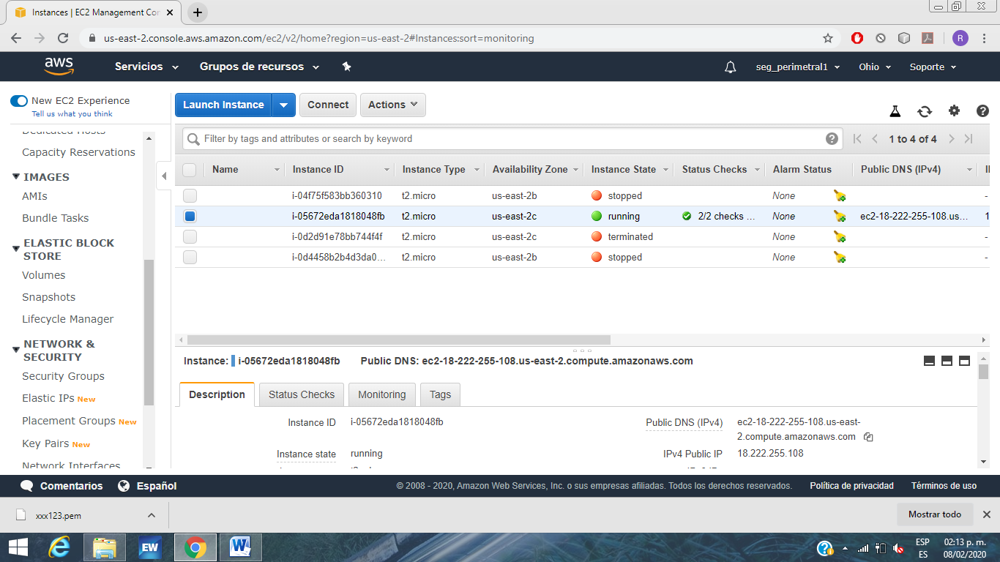 Instances | EC2 Management Con
us-east-2.console.aws.amazon.com/ec2/v2/home?region=us-east-2#Instances:sort=monitoring
R
aws
Servicios
Grupos de recursos
seg_perimetral1
Ohio
Soporte
New EC2 Experience
Tell us what you think
Dedicated Hosts
Capacity Reservations
IMAGES
AMIs
Bundle Tasks
ELASTIC BLOCK
STORE
Volumes
Snapshots
Lifecycle Manager
NETWORK &
SECURITY
Security Groups
Elastic IPs New
Placement Groups New
Key Pairs New
Network Interfaces
Launch Instance
Connect
Actions
Filter by tags and attributes or search by keyword
1 to 4 of 4
Name Instance ID Instance Type Availability Zone Instance State Status Checks Alarm Status Public DNS (IPv4)
i-04f75f583bb360310 t2.micro us-east-2b stopped None -
i-05672eda1818048fb t2.micro us-east-2c running 2/2 checks ... None ec2-18-222-255-108.us... 1
i-0d2d91e78bb744f4f t2.micro us-east-2c terminated None -
i-0d4458b2b4d3da0... t2.micro us-east-2b stopped None -
Instance: i-05672eda1818048fb Public DNS: ec2-18-222-255-108.us-east-2.compute.amazonaws.com
Description
Status Checks
Monitoring
Tags
Instance ID i-05672eda1818048fb
Public DNS (IPv4) ec2-18-222-255-108.us-east-
2.compute.amazonaws.com
Instance state running
IPv4 Public IP 18.222.255.108
Comentarios
Español
© 2008 - 2020, Amazon Web Services, Inc. o sus empresas afiliadas. Todos los derechos reservados.
Política de privacidad
Términos de uso
xxx123.pem
Mostrar todo
EW
ESP
ES
02:13 p. m.
08/02/2020